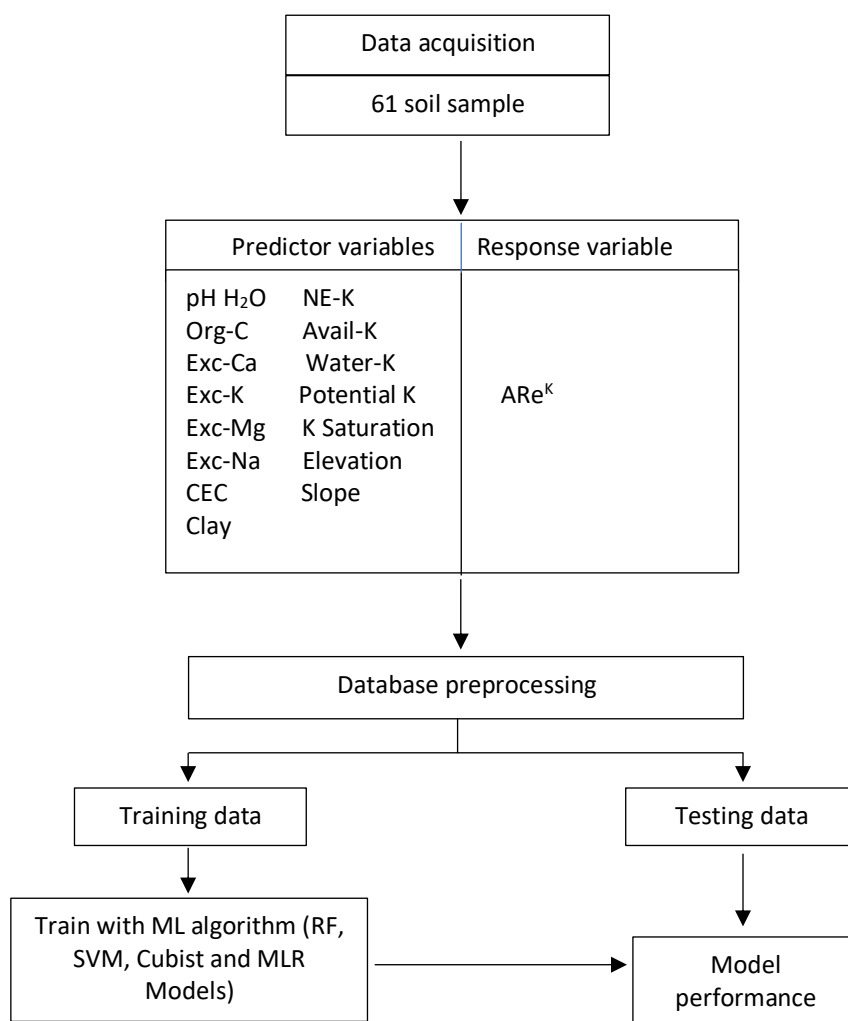 Data acquisition
61 soil sample
Predictor variables Response variable
pH H₂O NE-K
Org-C Avail-K
Exc-Ca Water-K
Exc-K Potential K AReᴷ
Exc-Mg K Saturation
Exc-Na Elevation
CEC Slope
Clay
Database preprocessing
Training data Testing data
Train with ML algorithm (RF,
SVM, Cubist and MLR
Models)
Model
performance